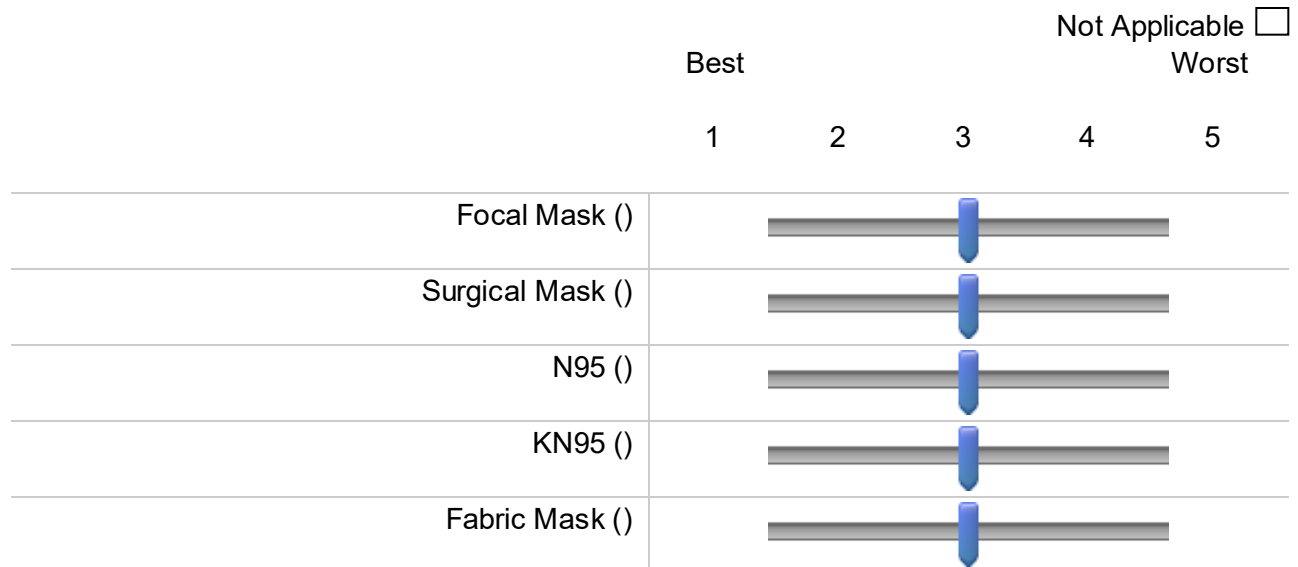 Not Applicable
Best Worst
1 2 3 4 5
Focal Mask ()
Surgical Mask ()
N95 ()
KN95 ()
Fabric Mask ()